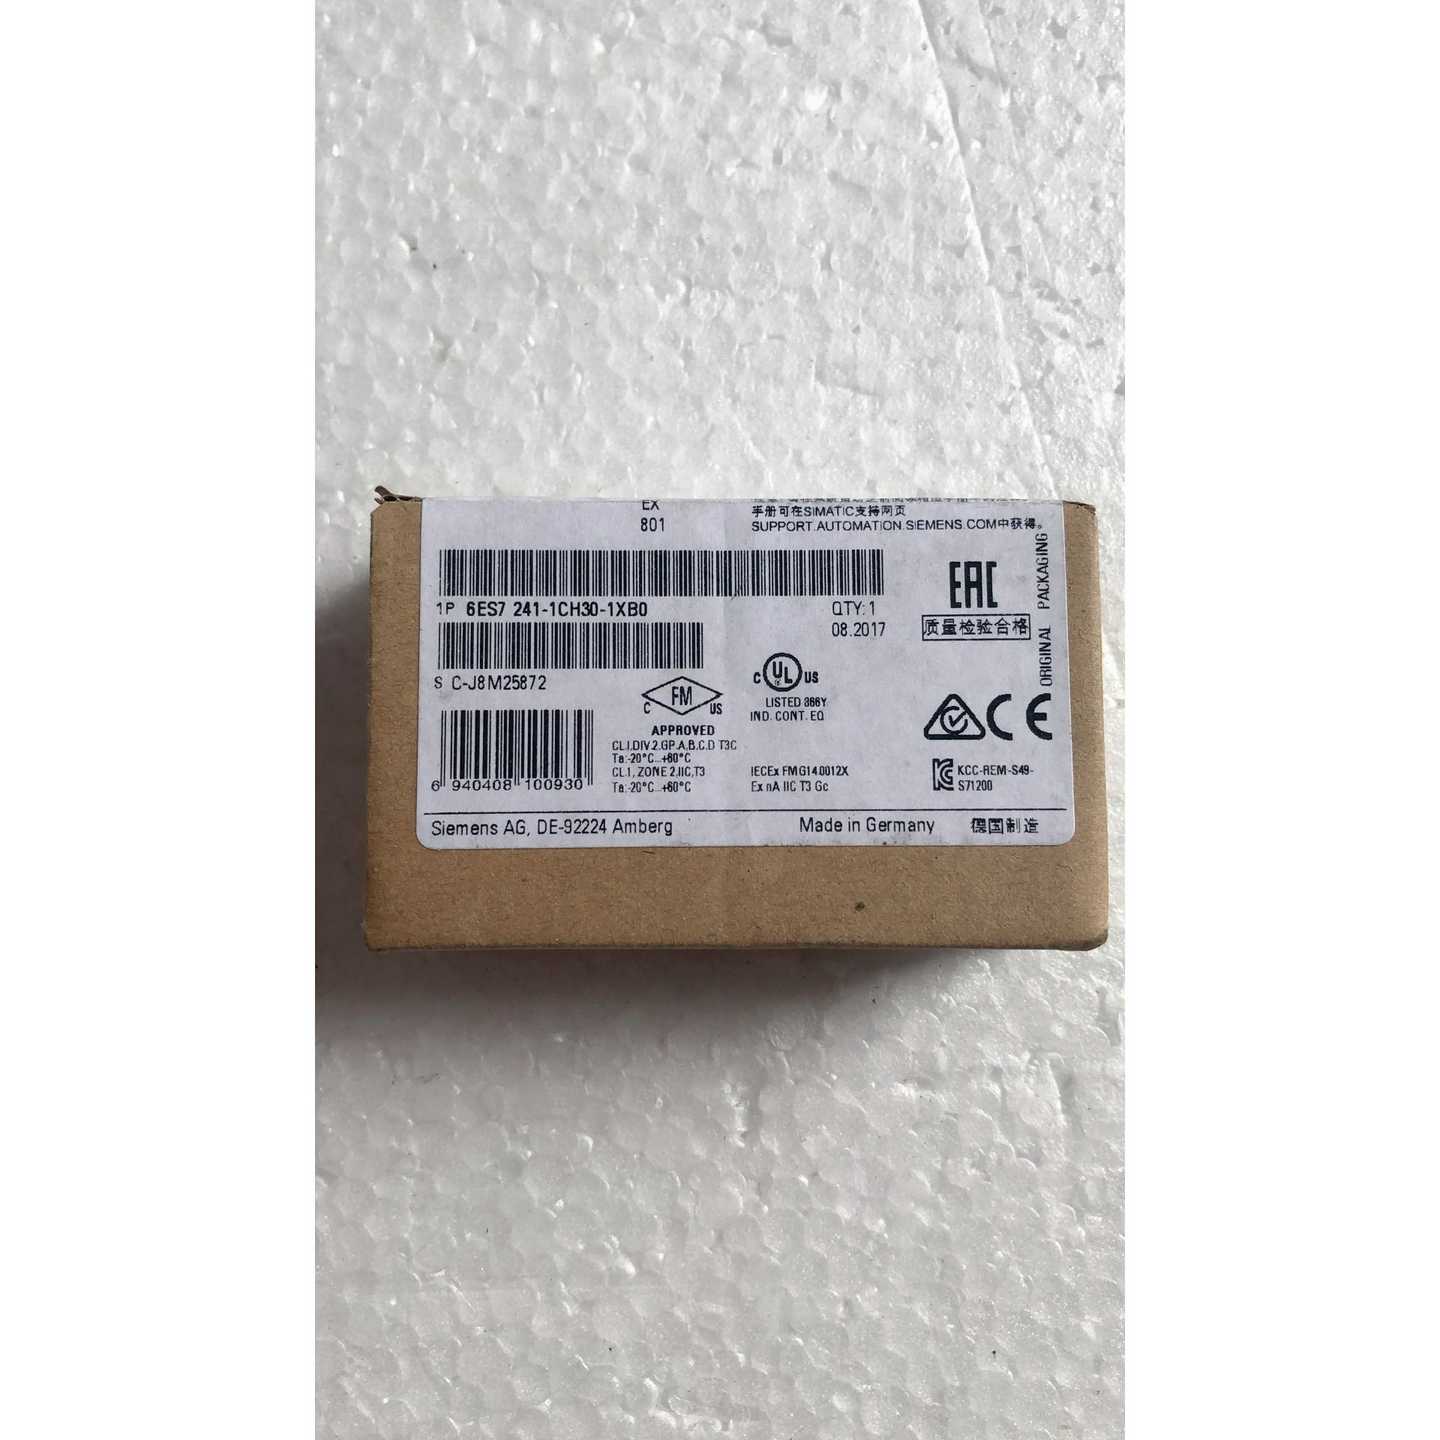 EX
801
手册可在SIMATIC支持网页
SUPPORT.AUTOMATION.SIEMENS.COM中获得。
1P 6ES7 241-1CH30-1XB0
QTY: 1
08.2017
S C-J8M25872
EAC
质量检验合格
ORIGINAL PACKAGING
C FM US
APPROVED
CL.I,DIV.2,GP.A,B,C,D T3C
Ta:-20°C...+60°C
CL.1, ZONE 2,IIC,T3
Ta:-20°C...+60°C
C UL US
LISTED 366Y
IND. CONT. EQ
IECEx FMG14.0012X
Ex nA IIC T3 Gc
CE
KCC-REM-S49-
S71200
6 940408 100930
Siemens AG, DE-92224 Amberg
Made in Germany 德国制造